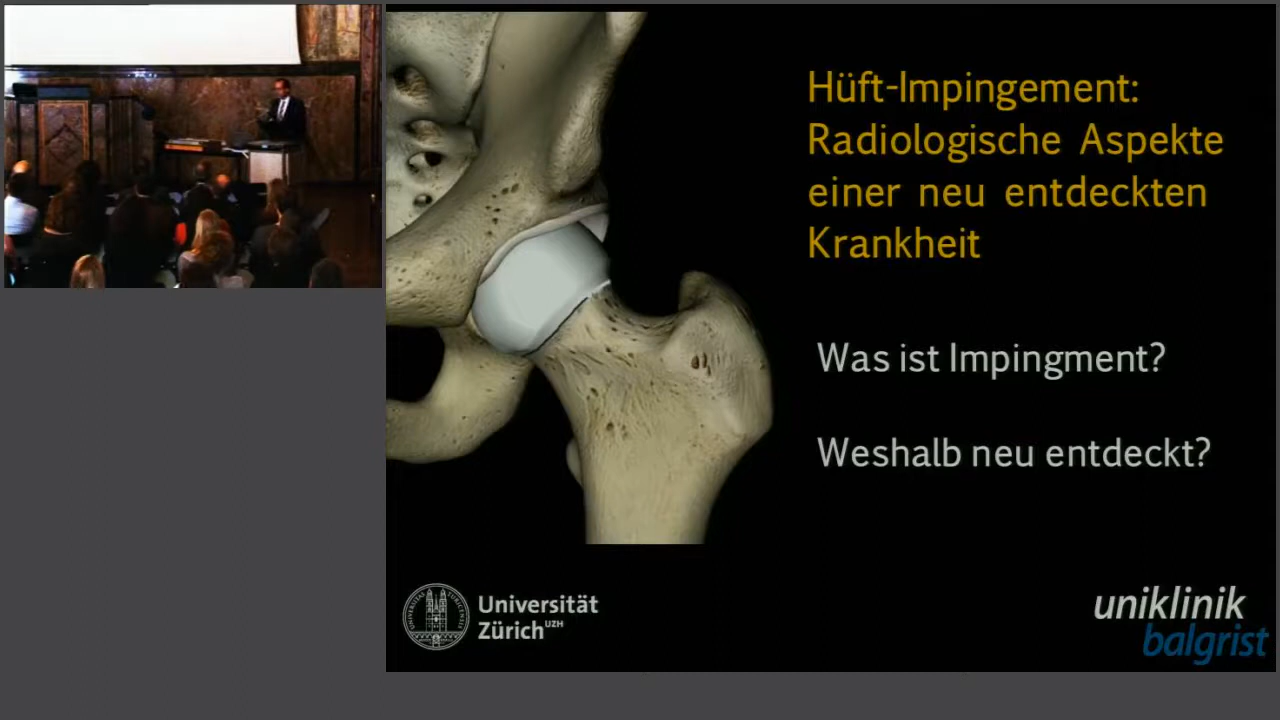 Hüft-Impingement:
Radiologische Aspekte
einer neu entdeckten
Krankheit
Was ist Impingment?
Weshalb neu entdeckt?
Universität
Zürich UZH
uniklinik
balgrist